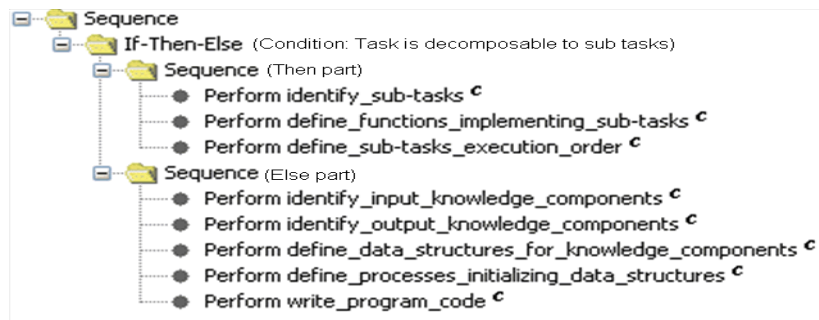 Sequence
If-Then-Else (Condition: Task is decomposable to sub tasks)
Sequence (Then part)
Perform identify_sub-tasks c
Perform define_functions_implementing_sub-tasks c
Perform define_sub-tasks_execution_order c
Sequence (Else part)
Perform identify_input_knowledge_components c
Perform identify_output_knowledge_components c
Perform define_data_structures_for_knowledge_components c
Perform define_processes_initializing_data_structures c
Perform write_program_code c